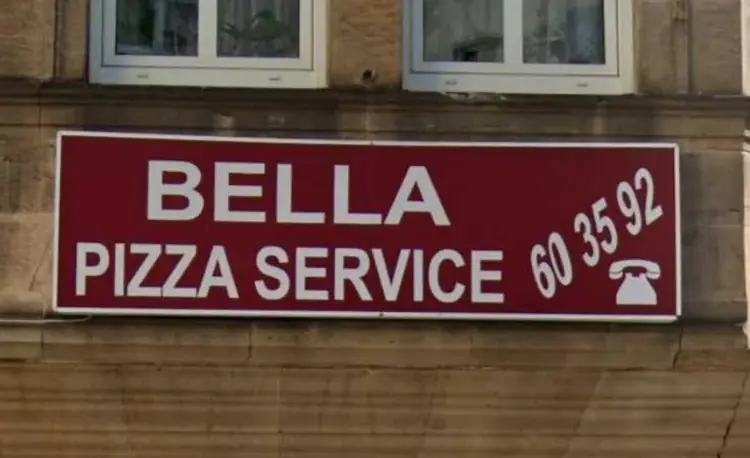 BELLA
PIZZA SERVICE
60 35 92